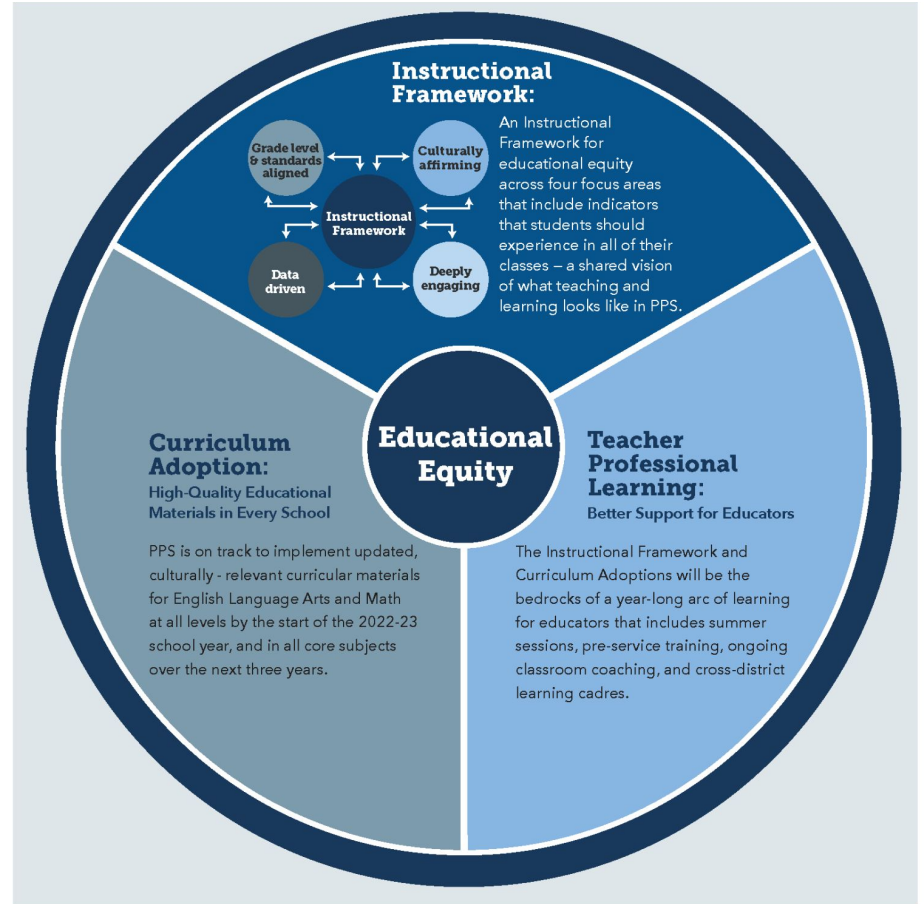 Instructional
Framework:
Grade level
& standards
aligned
Culturally
affirming
Instructional
Framework
Data
driven
Deeply
engaging
An Instructional
Framework for
educational equity
across four focus areas
that include indicators
that students should
experience in all of their
classes – a shared vision
of what teaching and
learning looks like in PPS.
Educational
Equity
Curriculum
Adoption:
High-Quality Educational
Materials in Every School
PPS is on track to implement updated,
culturally - relevant curricular materials
for English Language Arts and Math
at all levels by the start of the 2022-23
school year, and in all core subjects
over the next three years.
Teacher
Professional
Learning:
Better Support for Educators
The Instructional Framework and
Curriculum Adoptions will be the
bedrocks of a year-long arc of learning
for educators that includes summer
sessions, pre-service training, ongoing
classroom coaching, and cross-district
learning cadres.